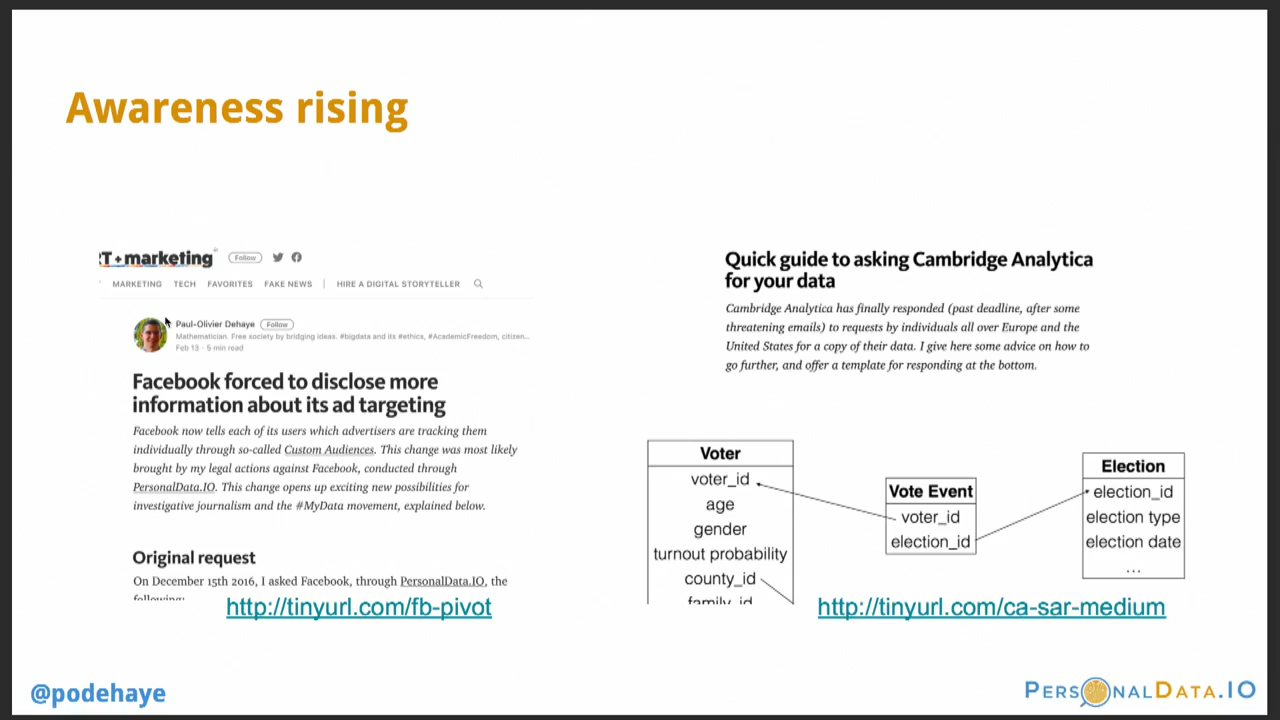 Awareness rising
RT+marketing Follow
MARKETING TECH FAVORITES FAKE NEWS | HIRE A DIGITAL STORYTELLER
Paul-Olivier Dehaye Follow
Mathematician. Free society by bridging ideas. #bigdata and its #ethics, #AcademicFreedom, citizen...
Feb 13 · 5 min read
Facebook forced to disclose more
information about its ad targeting
Facebook now tells each of its users which advertisers are tracking them
individually through so-called Custom Audiences. This change was most likely
brought by my legal actions against Facebook, conducted through
PersonalData.IO. This change opens up exciting new possibilities for
investigative journalism and the #MyData movement, explained below.
Original request
On December 15th 2016, I asked Facebook, through PersonalData.IO, the
following:
http://tinyurl.com/fb-pivot
Quick guide to asking Cambridge Analytica
for your data
Cambridge Analytica has finally responded (past deadline, after some
threatening emails) to requests by individuals all over Europe and the
United States for a copy of their data. I give here some advice on how to
go further, and offer a template for responding at the bottom.
Voter
voter_id
age
gender
turnout probability
county_id
family_id
Vote Event
voter_id
election_id
Election
election_id
election type
election date
...
http://tinyurl.com/ca-sar-medium
@podehaye
PERSONALDATA.IO